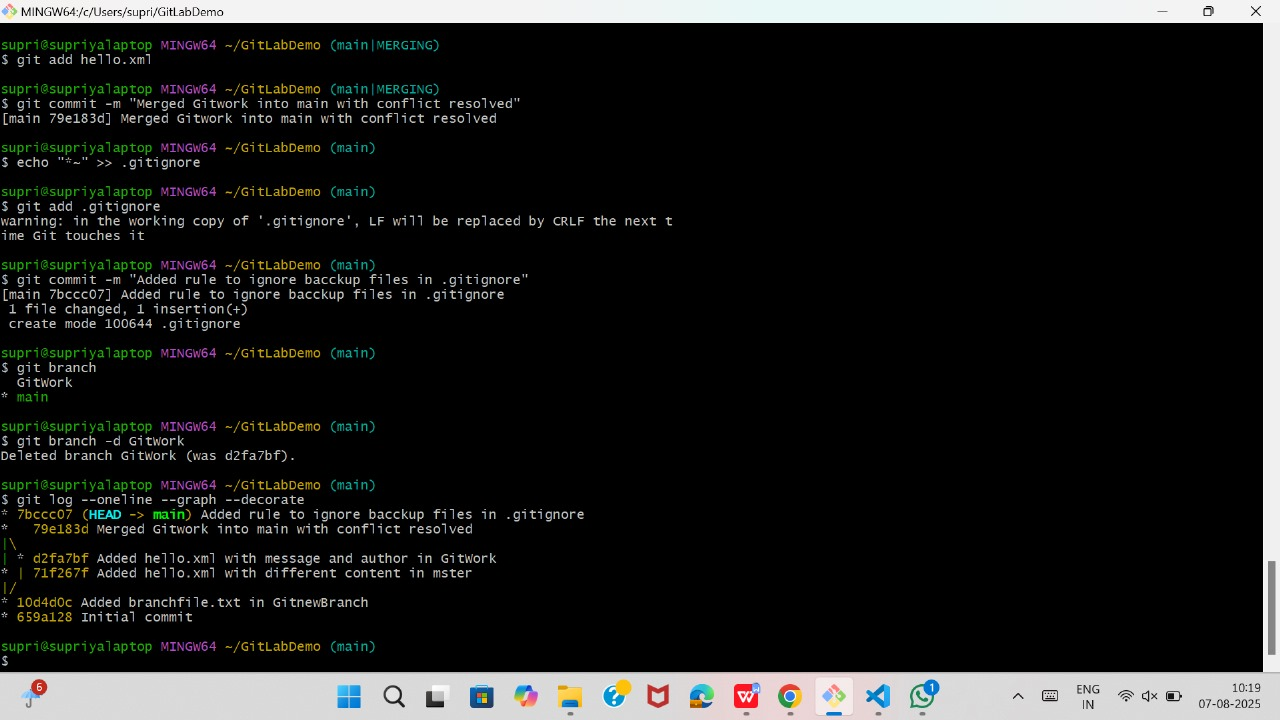 MINGW64:/c/Users/supri/GitLabDemo
supri@supriyalaptop MINGW64 ~/GitLabDemo (main|MERGING)
$ git add hello.xml
supri@supriyalaptop MINGW64 ~/GitLabDemo (main|MERGING)
$ git commit -m "Merged Gitwork into main with conflict resolved"
[main 79e183d] Merged Gitwork into main with conflict resolved
supri@supriyalaptop MINGW64 ~/GitLabDemo (main)
$ echo "*~" >> .gitignore
supri@supriyalaptop MINGW64 ~/GitLabDemo (main)
$ git add .gitignore
warning: in the working copy of '.gitignore', LF will be replaced by CRLF the next t
ime Git touches it
supri@supriyalaptop MINGW64 ~/GitLabDemo (main)
$ git commit -m "Added rule to ignore bacckup files in .gitignore"
[main 7bccc07] Added rule to ignore bacckup files in .gitignore
1 file changed, 1 insertion(+)
create mode 100644 .gitignore
supri@supriyalaptop MINGW64 ~/GitLabDemo (main)
$ git branch
GitWork
* main
supri@supriyalaptop MINGW64 ~/GitLabDemo (main)
$ git branch -d GitWork
Deleted branch GitWork (was d2fa7bf).
supri@supriyalaptop MINGW64 ~/GitLabDemo (main)
$ git log --oneline --graph --decorate
* 7bccc07 (HEAD -> main) Added rule to ignore bacckup files in .gitignore
*   79e183d Merged Gitwork into main with conflict resolved
|\
| * d2fa7bf Added hello.xml with message and author in GitWork
* | 71f267f Added hello.xml with different content in mster
|/
* 10d4d0c Added branchfile.txt in GitnewBranch
* 659a128 Initial commit
supri@supriyalaptop MINGW64 ~/GitLabDemo (main)
$
6
1
ENG
IN
10:19
07-08-2025